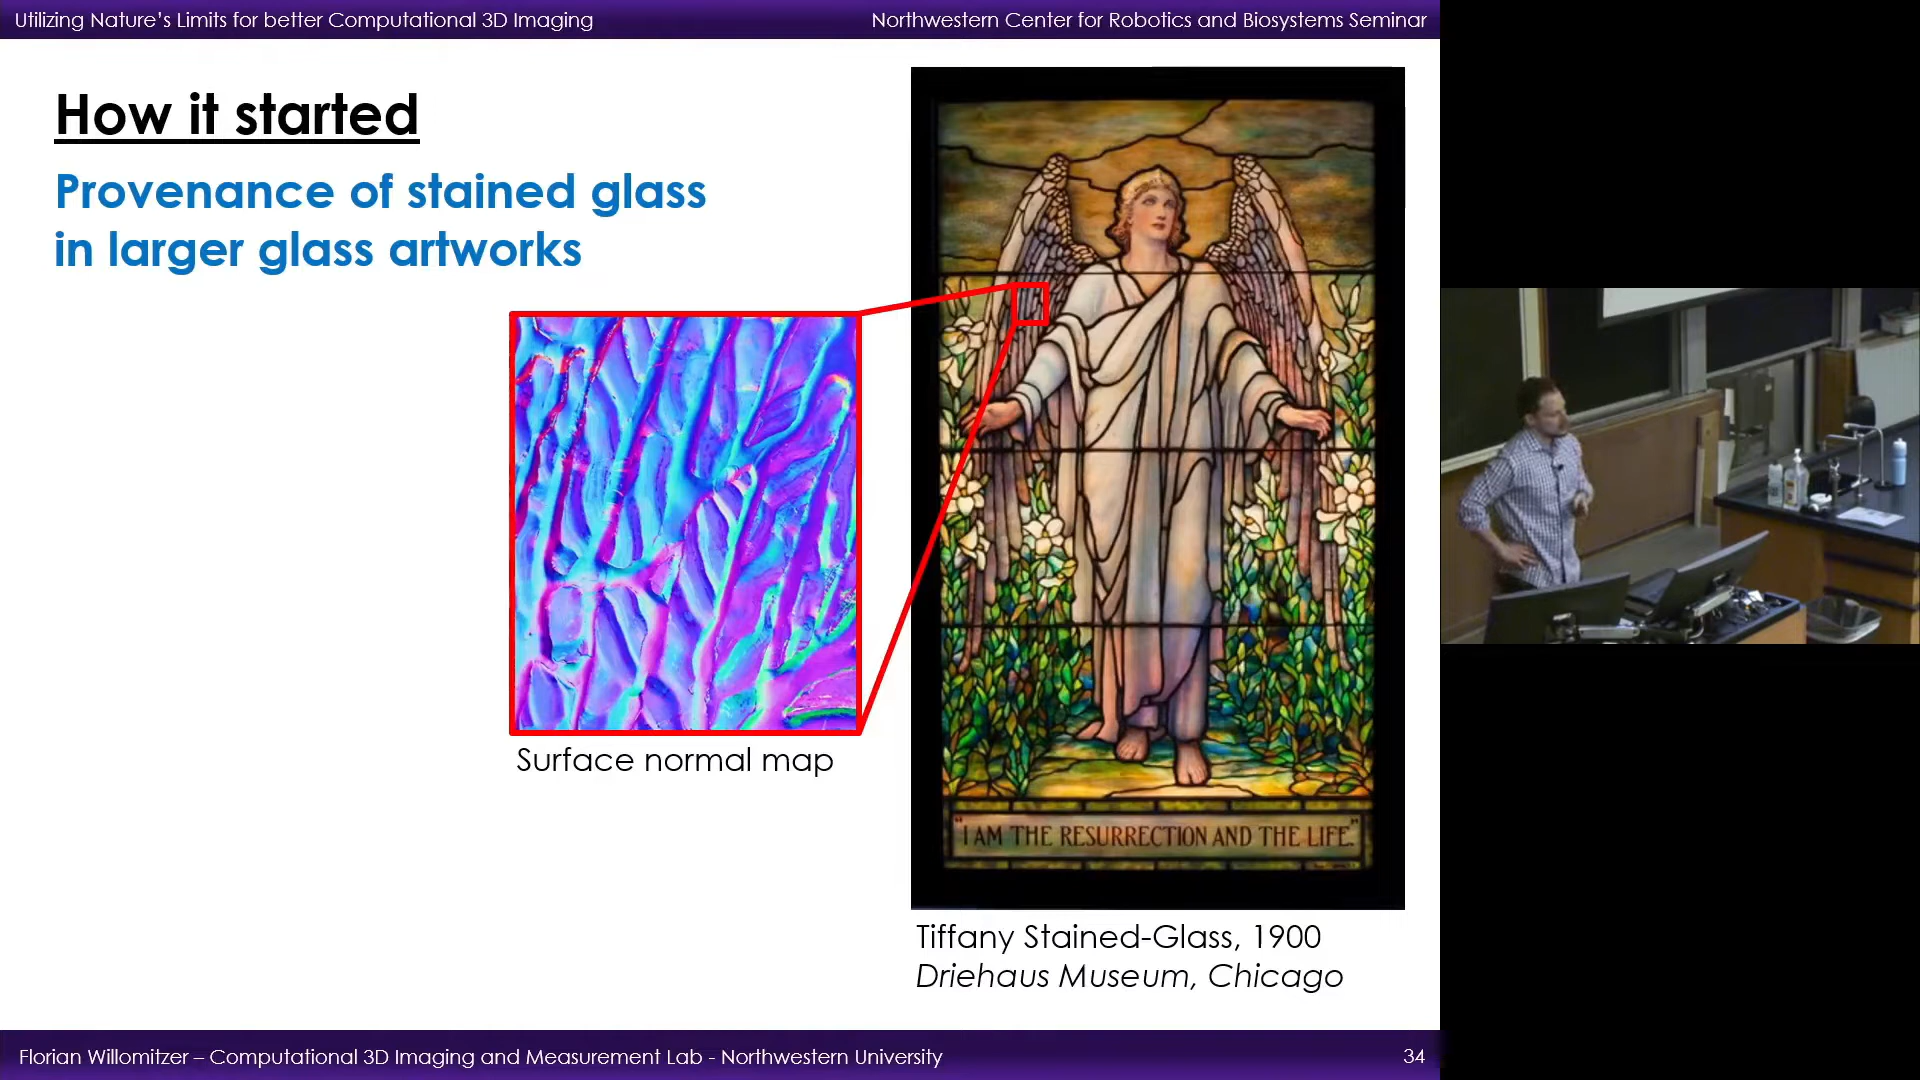 Utilizing Nature's Limits for better Computational 3D Imaging
Northwestern Center for Robotics and Biosystems Seminar
How it started
Provenance of stained glass
in larger glass artworks
Surface normal map
"I AM THE RESURRECTION AND THE LIFE."
Tiffany Stained-Glass, 1900
Driehaus Museum, Chicago
Florian Willomitzer – Computational 3D Imaging and Measurement Lab - Northwestern University
34